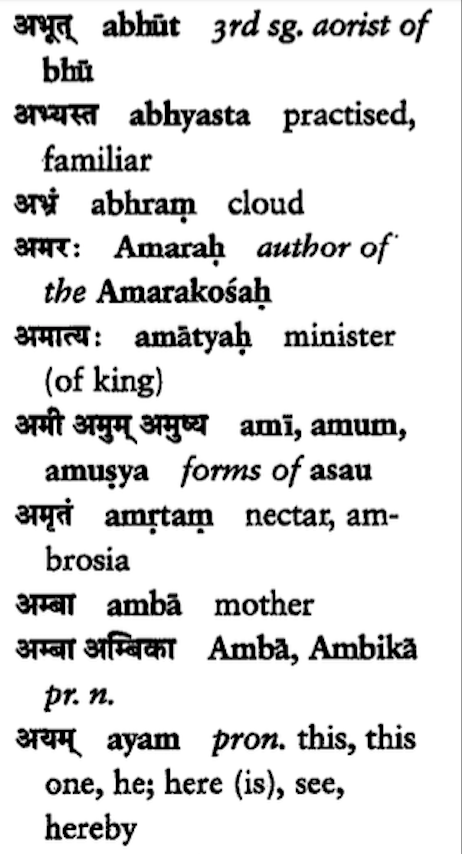 अभूत् abhūt 3rd sg. aorist of
bhū
अभ्यस्त abhyasta practised,
familiar
अभ्रं abhraṃ cloud
अमरः Amaraḥ author of
the Amarakośaḥ
अमात्यः amātyaḥ minister
(of king)
अमी अमुम् अमुष्य amī, amum,
amuṣya forms of asau
अमृतं amṛtaṃ nectar, am-
brosia
अम्बा ambā mother
अम्बा अम्बिका Ambā, Ambikā
pr. n.
अयम् ayam pron. this, this
one, he; here (is), see,
hereby